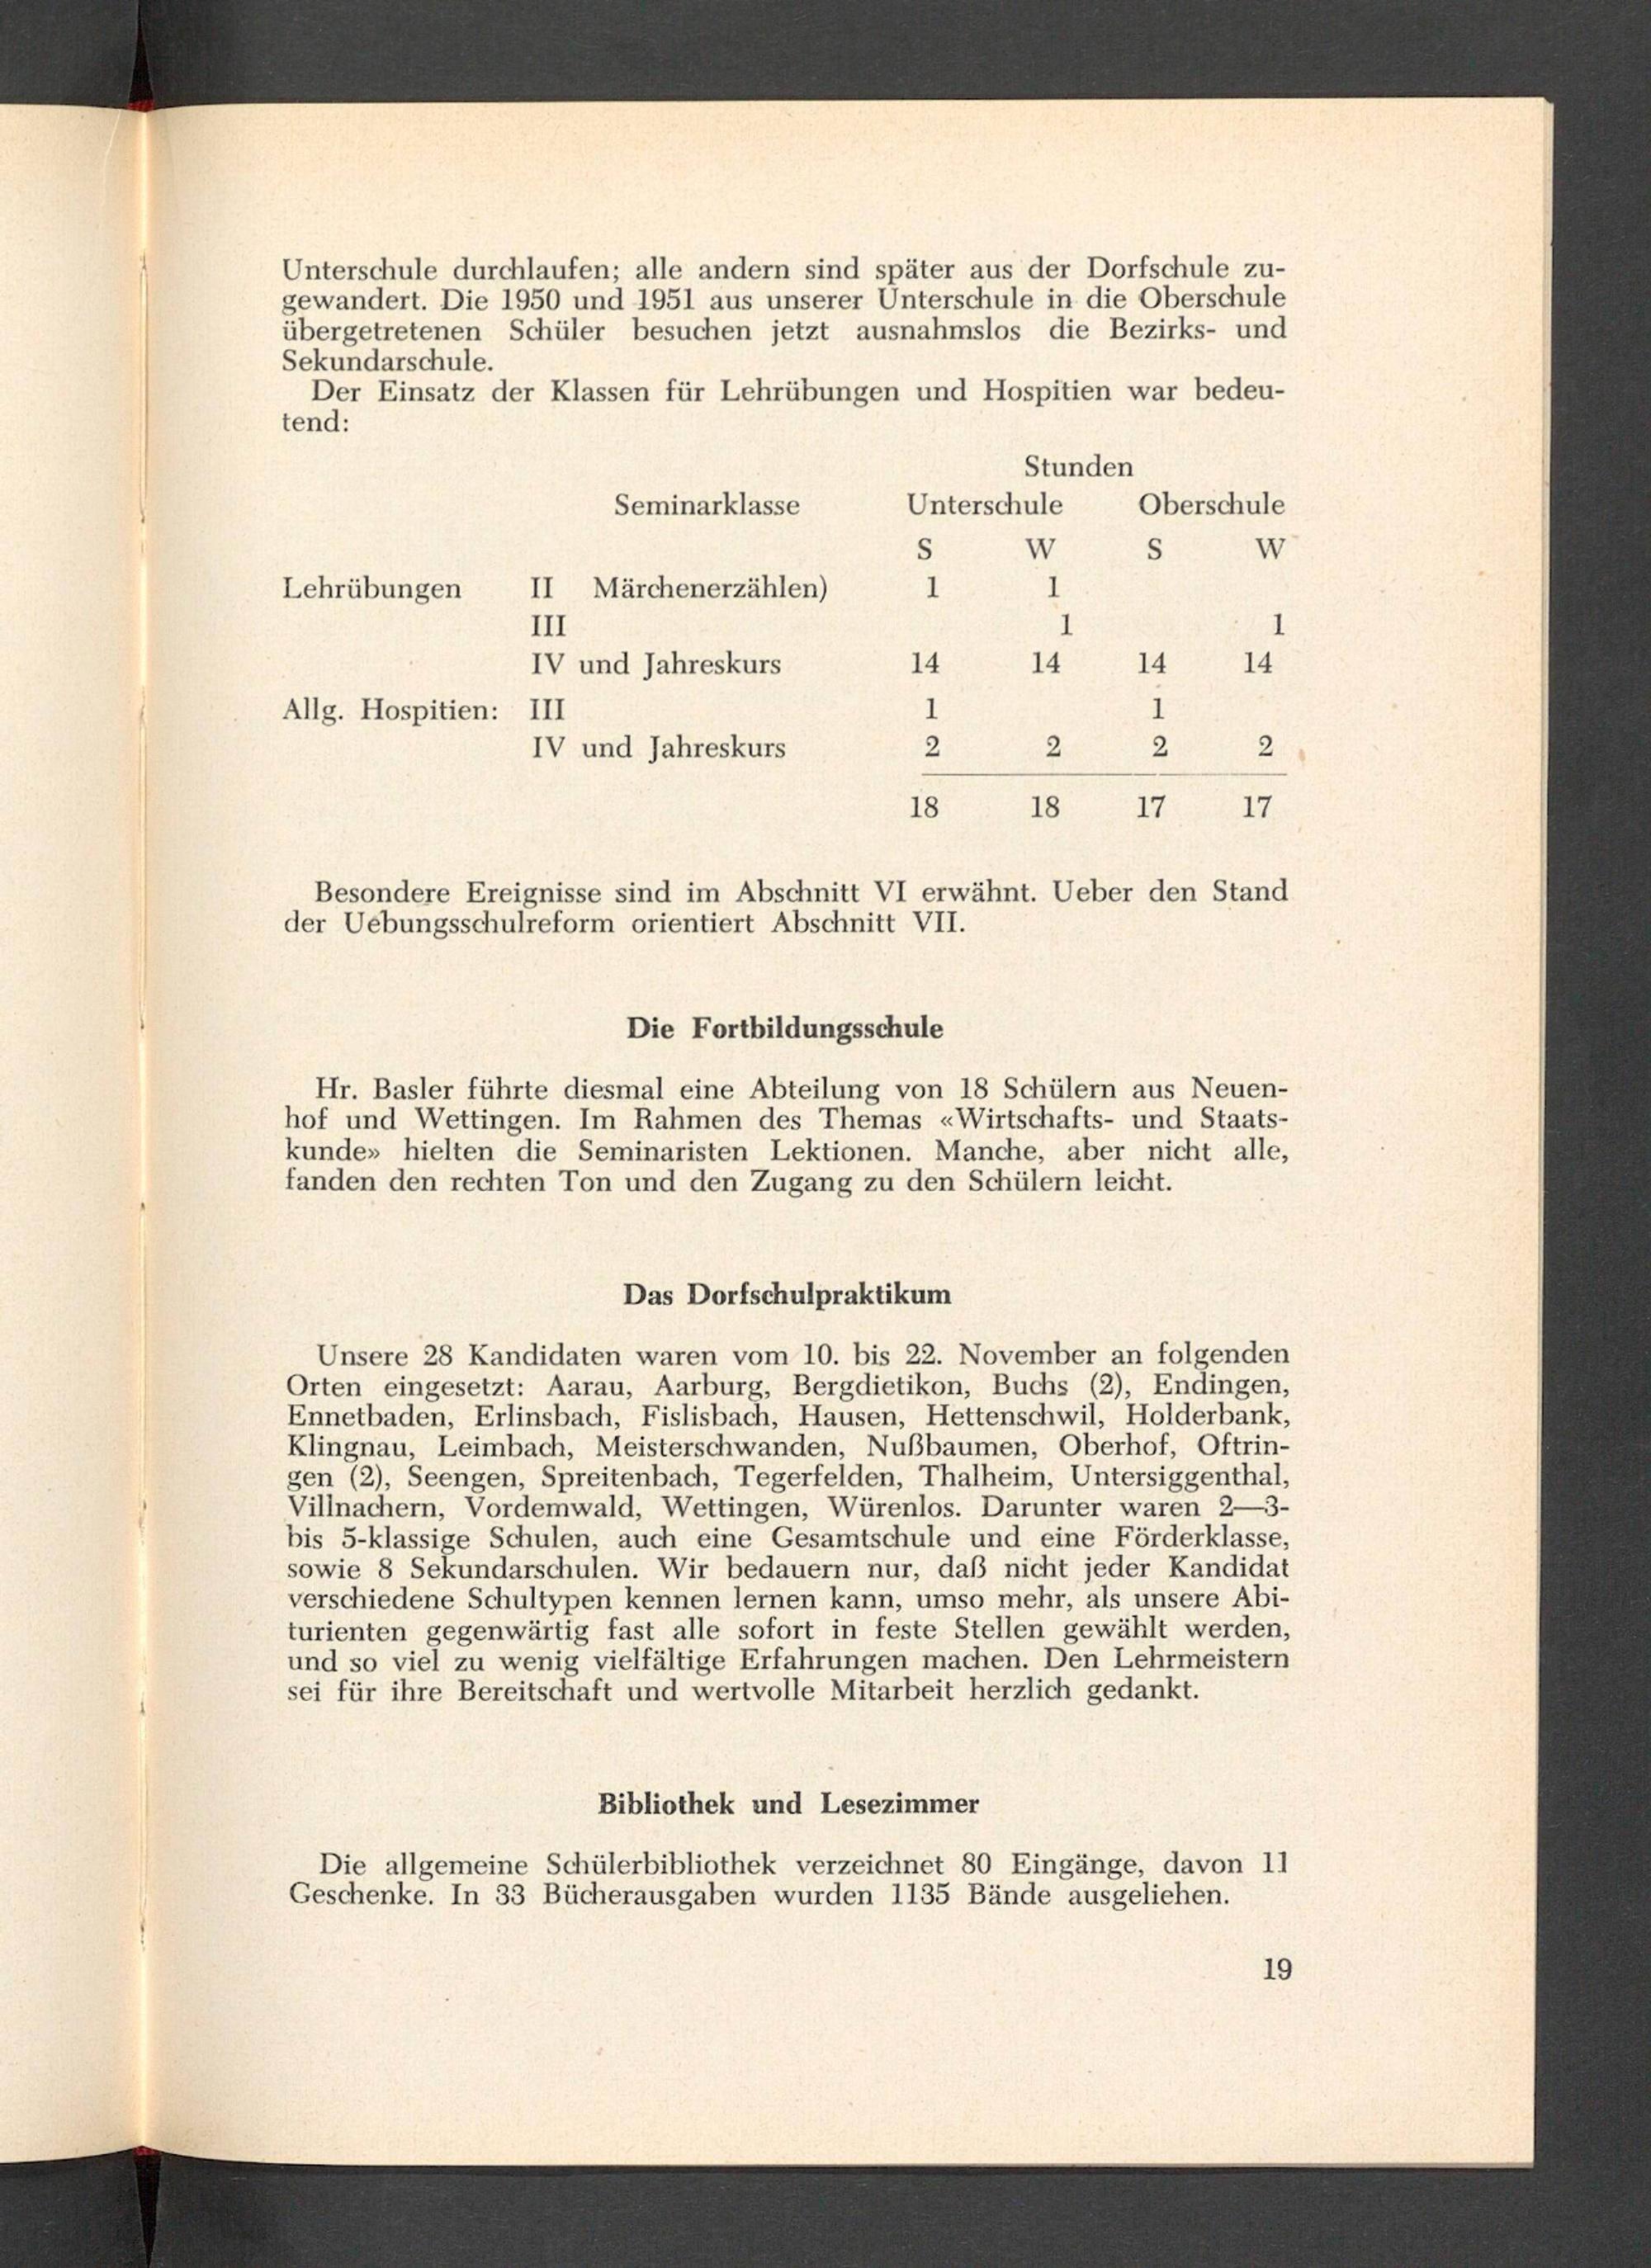 Unterschule durchlaufen; alle andern sind später aus der Dorfschule zu-
gewandert. Die 1950 und 1951 aus unserer Unterschule in die Oberschule
übergetretenen Schüler besuchen jetzt ausnahmslos die Bezirks- und
Sekundarschule.
Der Einsatz der Klassen für Lehrübungen und Hospitien war bedeu-
tend:
Stunden
Seminarklasse Unterschule Oberschule
S W S W
Lehrübungen II Märchenerzählen) 1 1
III 1 1
IV und Jahreskurs 14 14 14 14
Allg. Hospitien: III 1 1
IV und Jahreskurs 2 2 2 2
18 18 17 17
Besondere Ereignisse sind im Abschnitt VI erwähnt. Ueber den Stand
der Uebungsschulreform orientiert Abschnitt VII.
Die Fortbildungsschule
Hr. Basler führte diesmal eine Abteilung von 18 Schülern aus Neuen-
hof und Wettingen. Im Rahmen des Themas «Wirtschafts- und Staats-
kunde» hielten die Seminaristen Lektionen. Manche, aber nicht alle,
fanden den rechten Ton und den Zugang zu den Schülern leicht.
Das Dorfschulpraktikum
Unsere 28 Kandidaten waren vom 10. bis 22. November an folgenden
Orten eingesetzt: Aarau, Aarburg, Bergdietikon, Buchs (2), Endingen,
Ennetbaden, Erlinsbach, Fislisbach, Hausen, Hettenschwil, Holderbank,
Klingnau, Leimbach, Meisterschwanden, Nußbaumen, Oberhof, Oftrin-
gen (2), Seengen, Spreitenbach, Tegerfelden, Thalheim, Untersiggenthal,
Villnachern, Vordemwald, Wettingen, Würenlos. Darunter waren 2—3-
bis 5-klassige Schulen, auch eine Gesamtschule und eine Förderklasse,
sowie 8 Sekundarschulen. Wir bedauern nur, daß nicht jeder Kandidat
verschiedene Schultypen kennen lernen kann, umso mehr, als unsere Abi-
turienten gegenwärtig fast alle sofort in feste Stellen gewählt werden,
und so viel zu wenig vielfältige Erfahrungen machen. Den Lehrmeistern
sei für ihre Bereitschaft und wertvolle Mitarbeit herzlich gedankt.
Bibliothek und Lesezimmer
Die allgemeine Schülerbibliothek verzeichnet 80 Eingänge, davon 11
Geschenke. In 33 Bücherausgaben wurden 1135 Bände ausgeliehen.
19